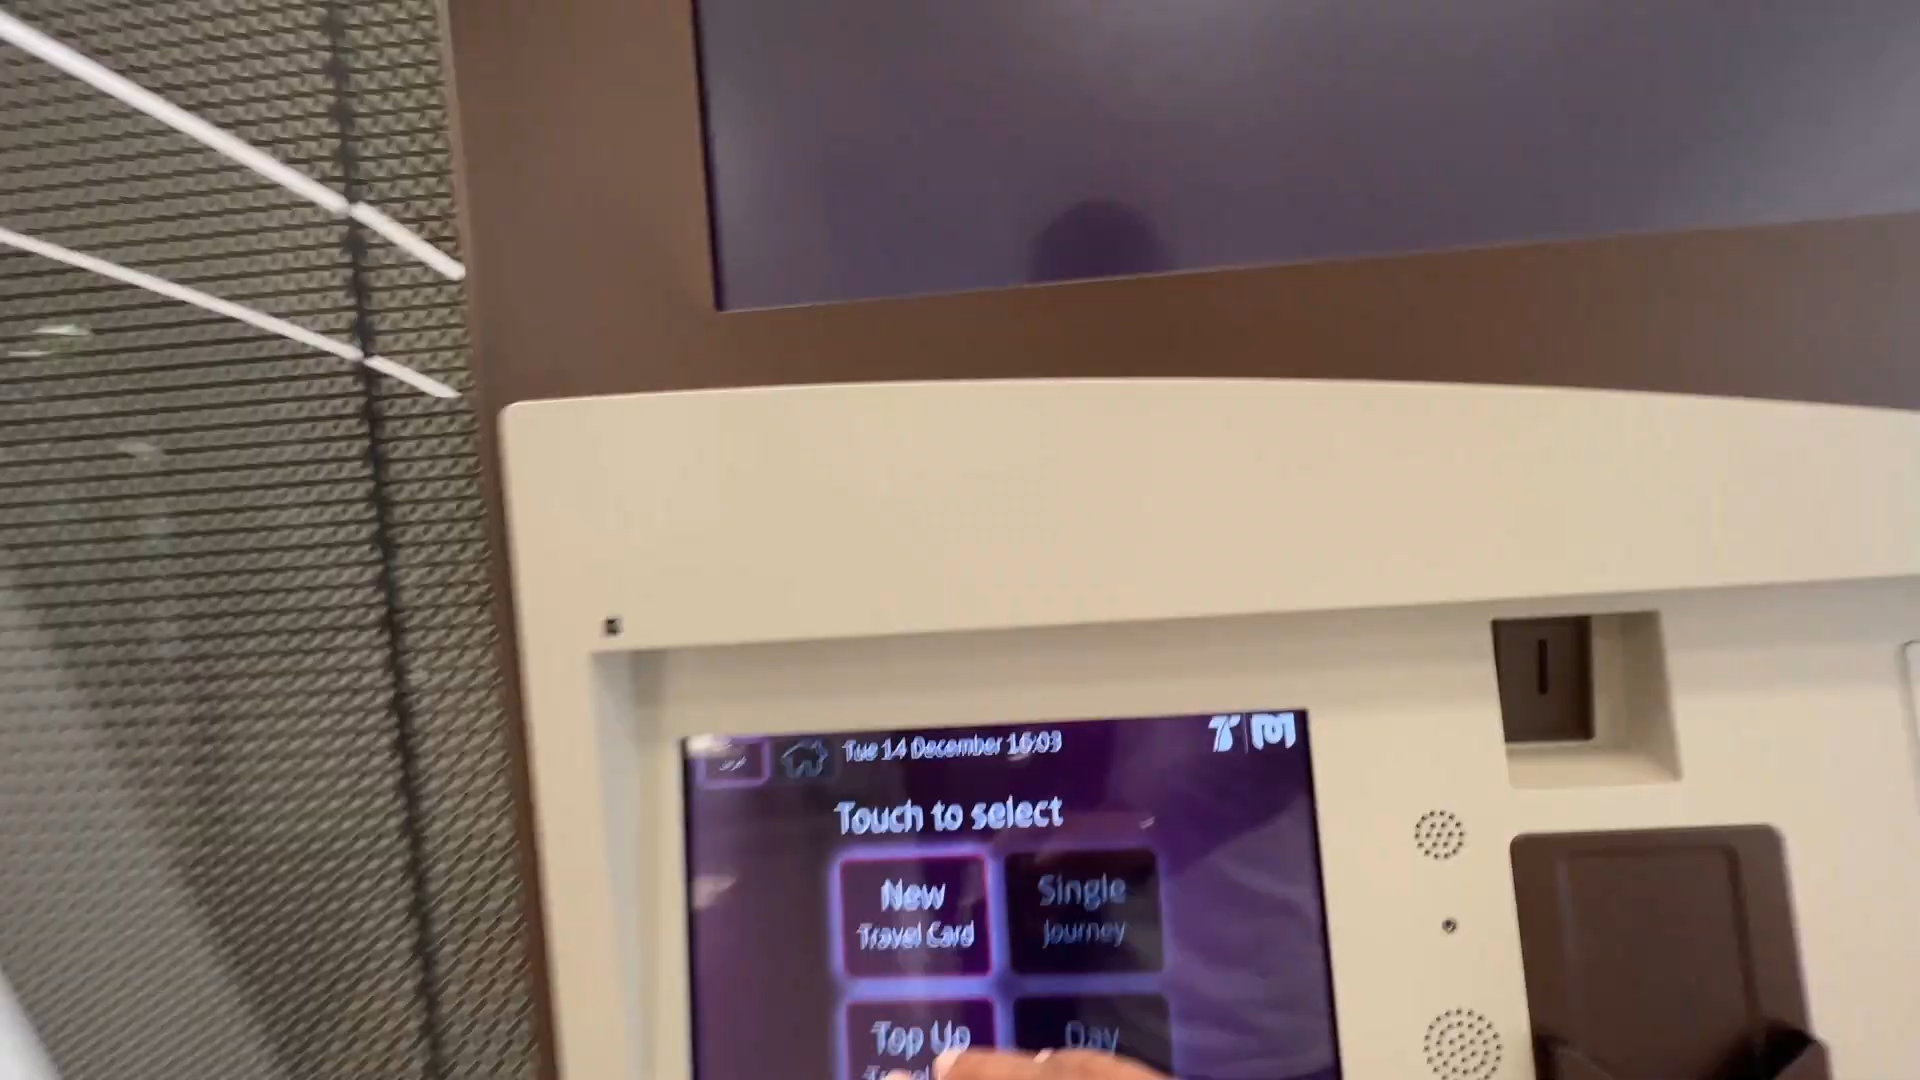 Tue 14 December 16:03
Touch to select
New
Travel Card
Single
Journey
Top Up
Day